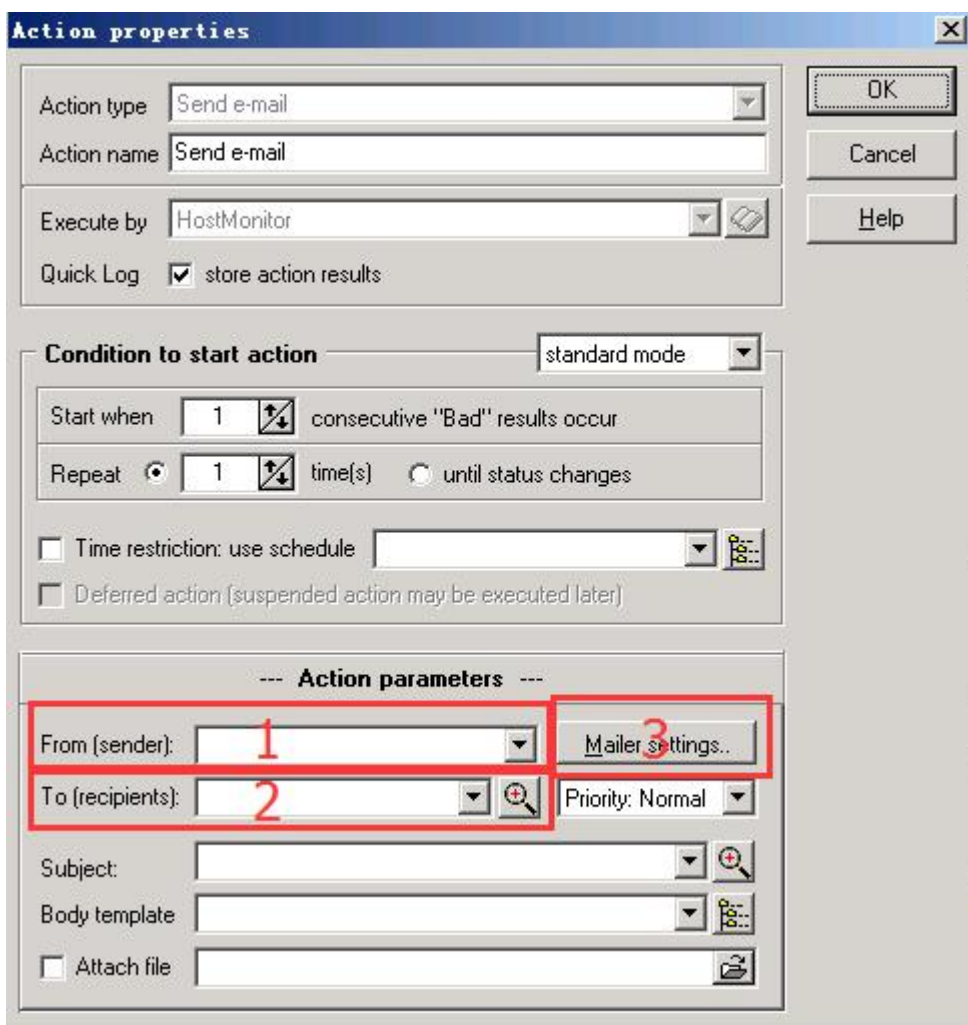 Action properties
OK
Action type Send e-mail
Action name Send e-mail
Cancel
Execute by HostMonitor
Help
Quick Log store action results
Condition to start action standard mode
Start when 1 consecutive "Bad" results occur
Repeat 1 time(s) until status changes
Time restriction: use schedule
Deferred action (suspended action may be executed later)
--- Action parameters ---
From (sender): 1 Mailer settings.. 3
To (recipients): 2 Priority: Normal
Subject:
Body template
Attach file